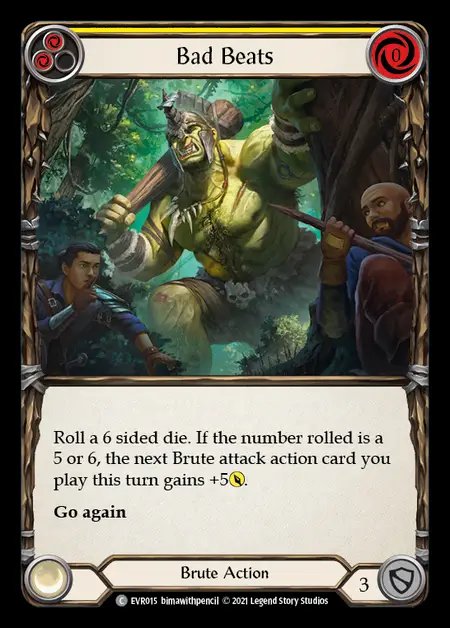 0
Bad Beats
Roll a 6 sided die. If the number rolled is a
5 or 6, the next Brute attack action card you
play this turn gains +5.
Go again
Brute Action
3
C EVR015 bimawithpencil © 2021 Legend Story Studios